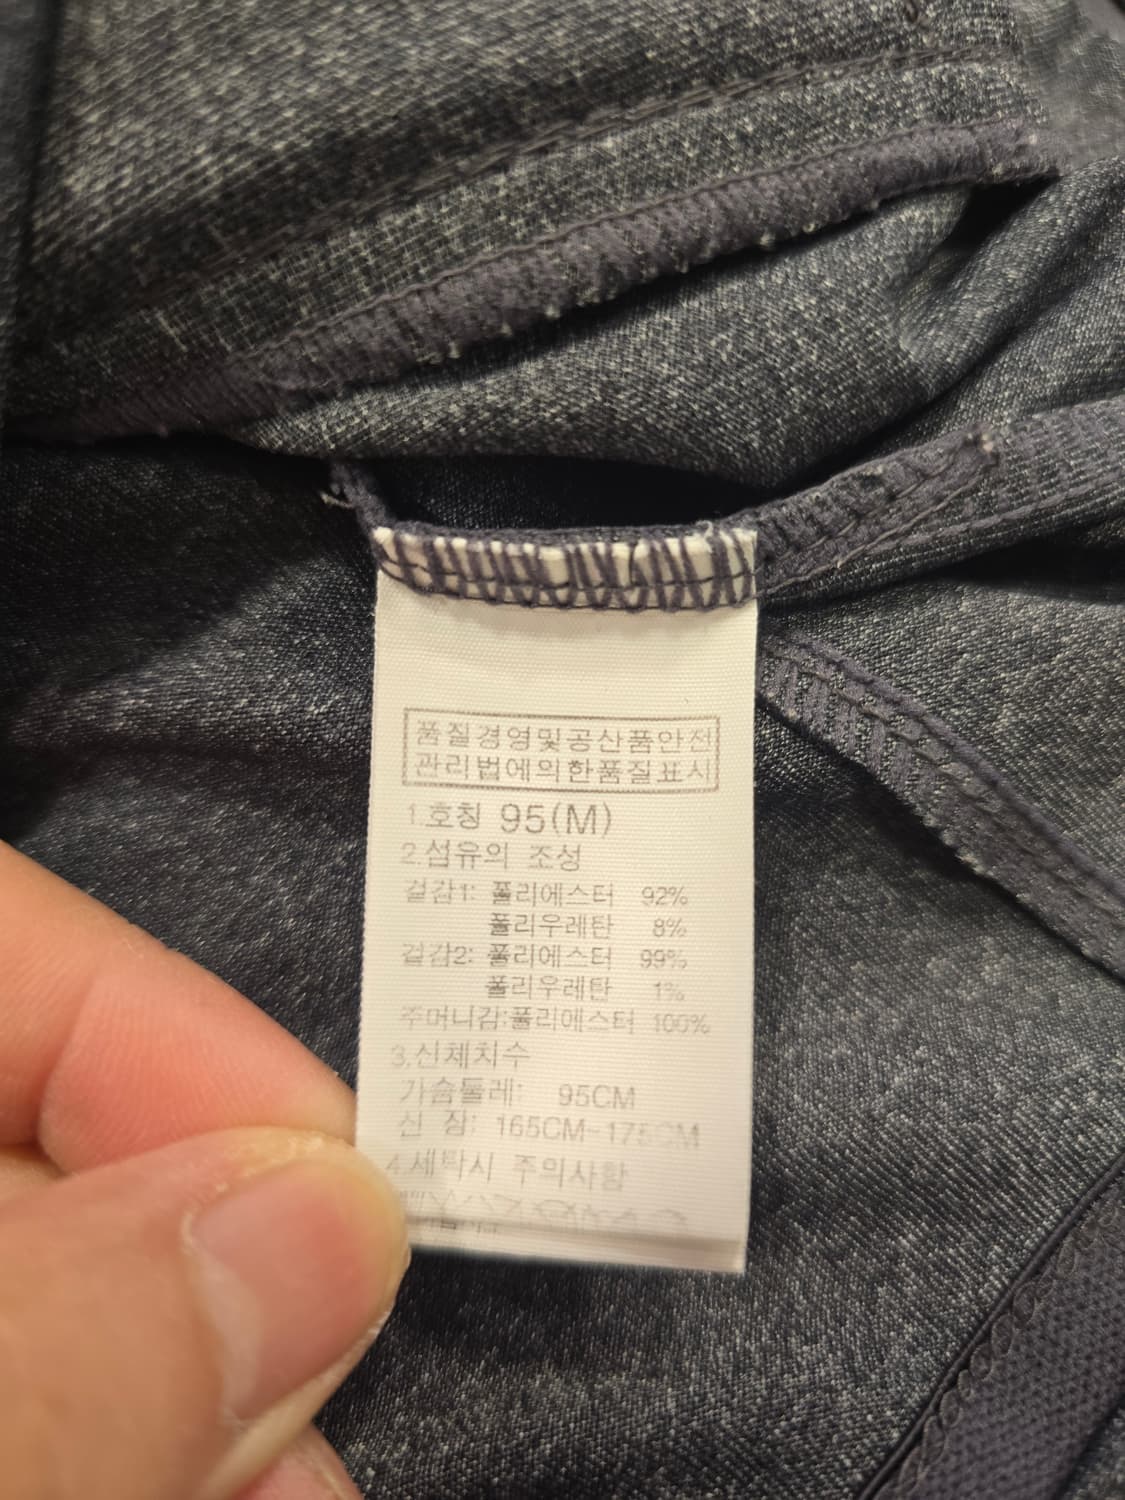 품질경영및공산품안전
관리법에의한품질표시
1.호칭 95(M)
2.섬유의 조성
겉감1: 폴리에스터 92%
폴리우레탄 8%
겉감2: 폴리에스터 99%
폴리우레탄 1%
주머니감:폴리에스터 100%
3.신체치수
가슴둘레: 95CM
신 장: 165CM~175CM
4.세탁시 주의사항